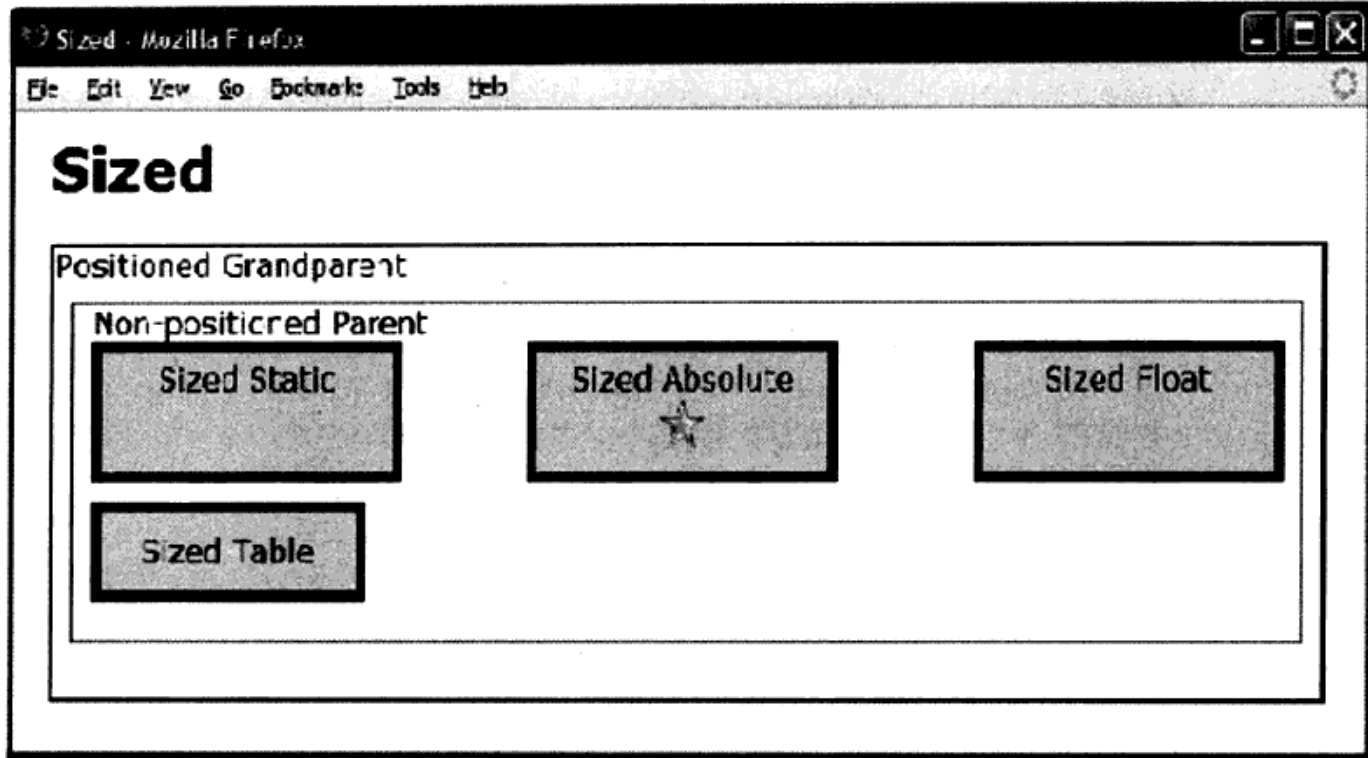 Sized - Mozilla Firefox
File Edit View Go Bookmarks Tools Help
Sized
Positioned Grandparent
Non-positioned Parent
Sized Static
Sized Absolute
Sized Float
Sized Table